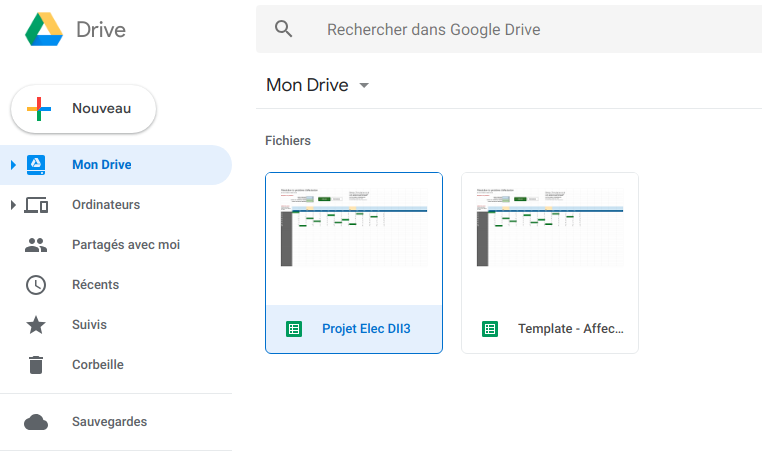 Drive
Rechercher dans Google Drive
Nouveau
Mon Drive
Ordinateurs
Partagés avec moi
Récents
Suivis
Corbeille
Sauvegardes
Mon Drive
Fichiers
Projet Elec DII3
Template - Affec...